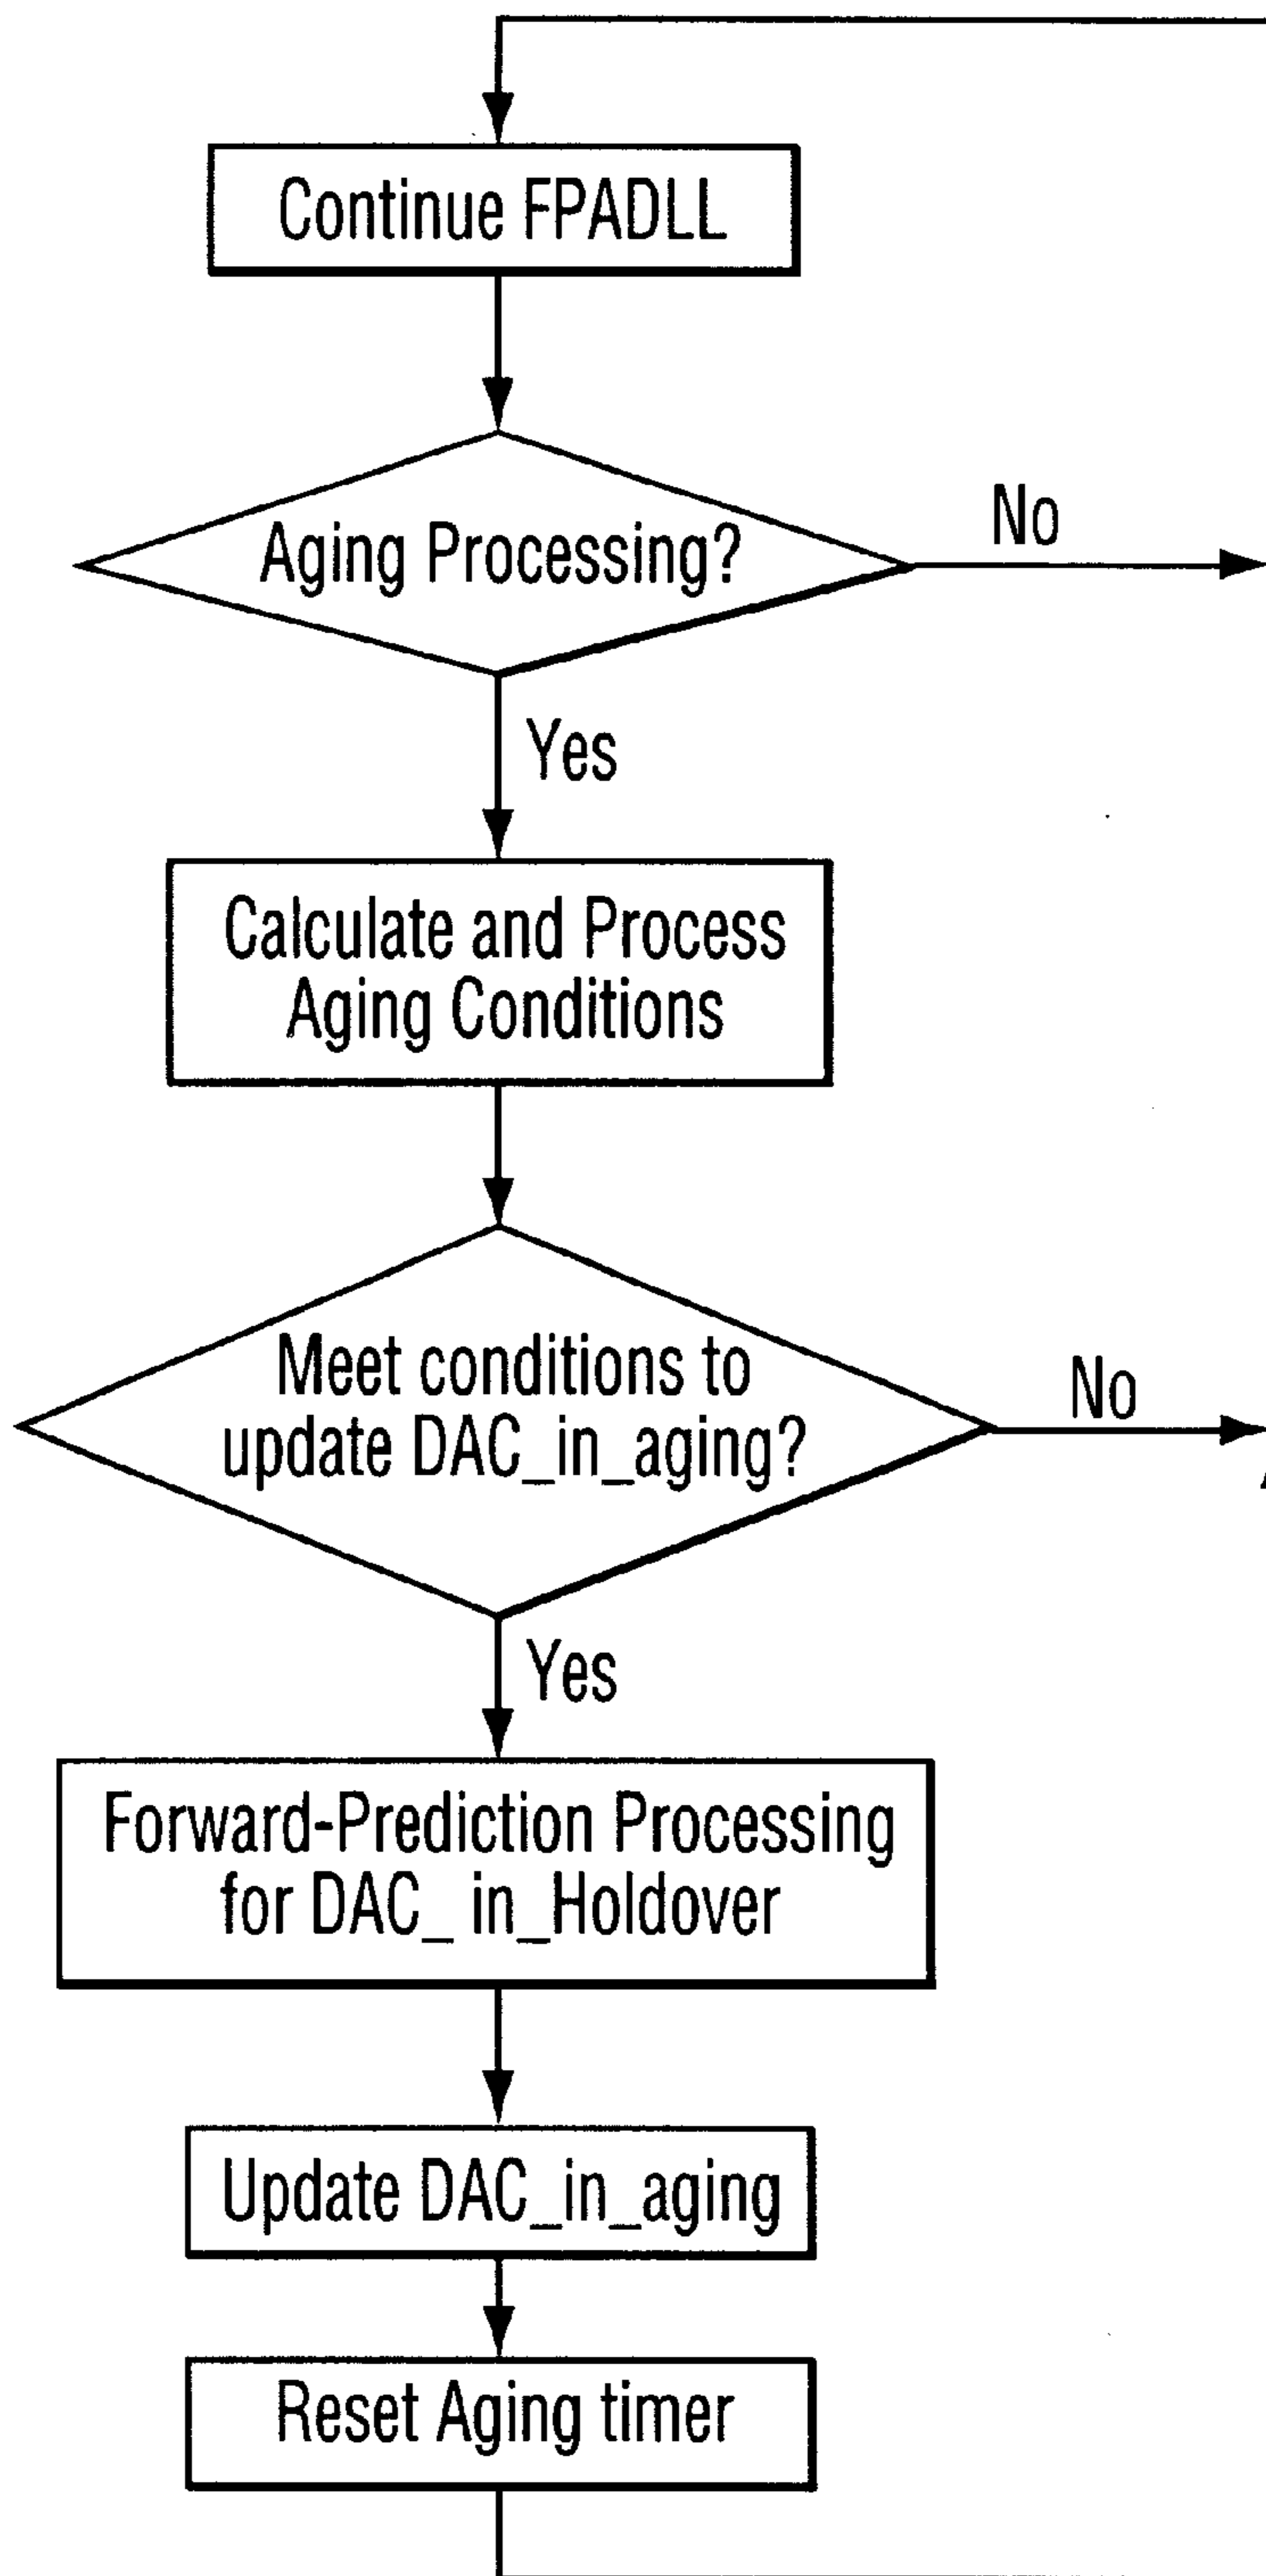 Continue FPADLL
Aging Processing?
No
Yes
Calculate and Process
Aging Conditions
Meet conditions to
update DAC_in_aging?
No
Yes
Forward-Prediction Processing
for DAC_ in_Holdover
Update DAC_in_aging
Reset Aging timer